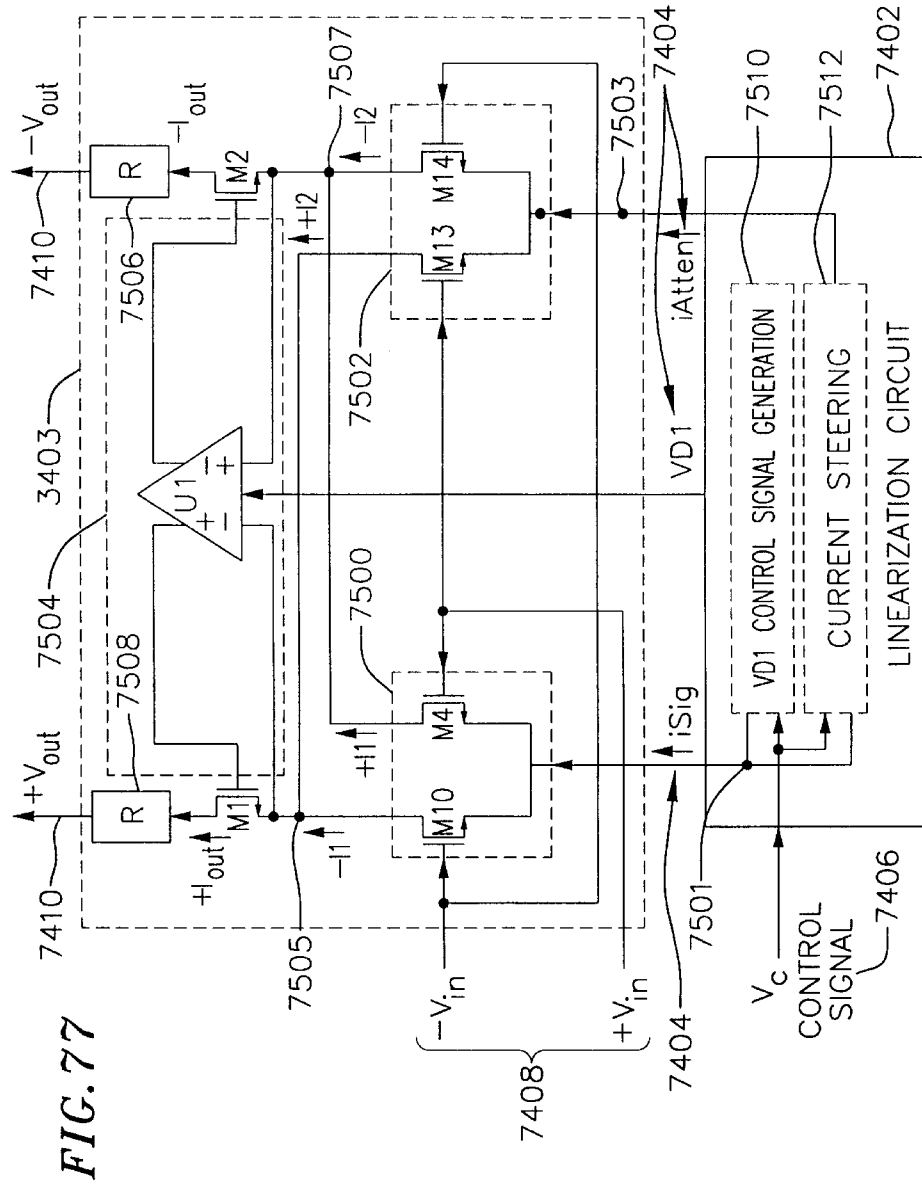 FIG.77
7410
+Vout
7504
3403
7410
-Vout
7508
R
+Iout
M1
U1
+
-
-
+
7506
R
-Iout
M2
7505
-I1
+I1
+I2
-I2
7507
7500
M10
M4
7502
M13
M14
7408
-Vin
+Vin
7404
iSig
VD1
iAtten
7404
7503
7501
Vc
CONTROL
SIGNAL
7406
VD1 CONTROL SIGNAL GENERATION
CURRENT STEERING
LINEARIZATION CIRCUIT
7510
7512
7402